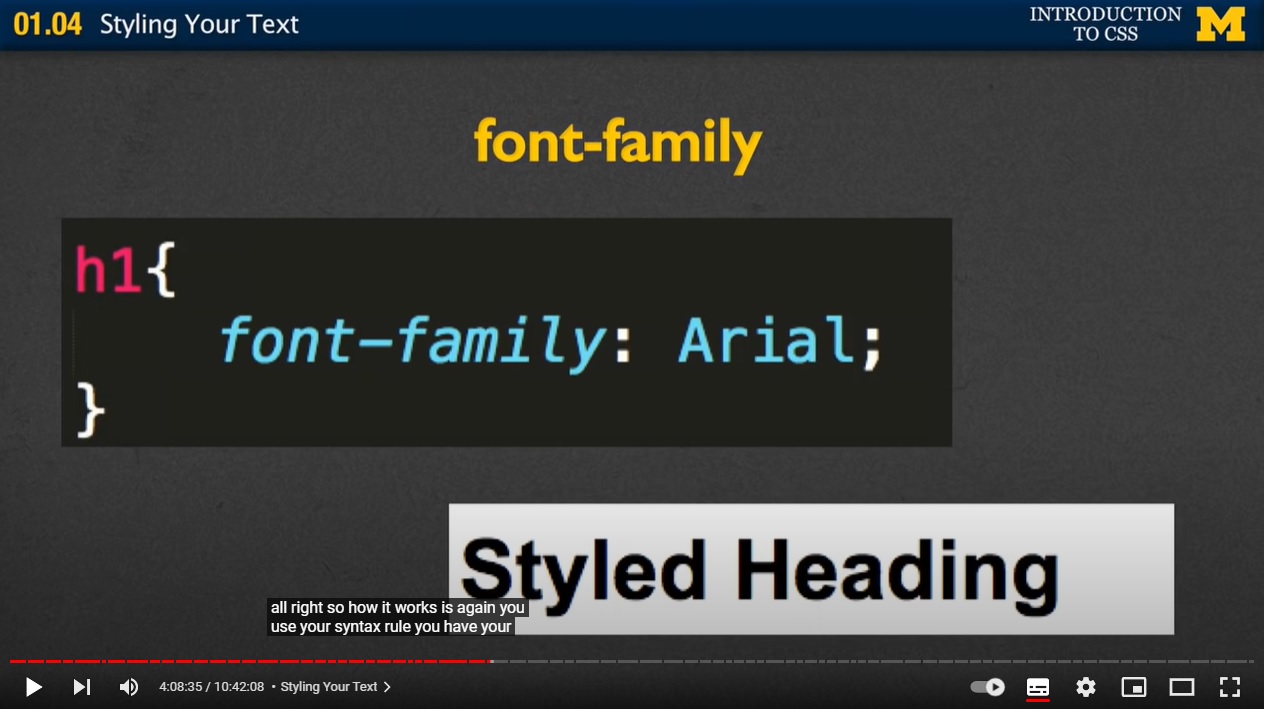 01.04 Styling Your Text
INTRODUCTION
TO CSS
M
font-family
h1{
font-family: Arial;
}
Styled Heading
all right so how it works is again you
use your syntax rule you have your
4:08:35 / 10:42:08 • Styling Your Text >